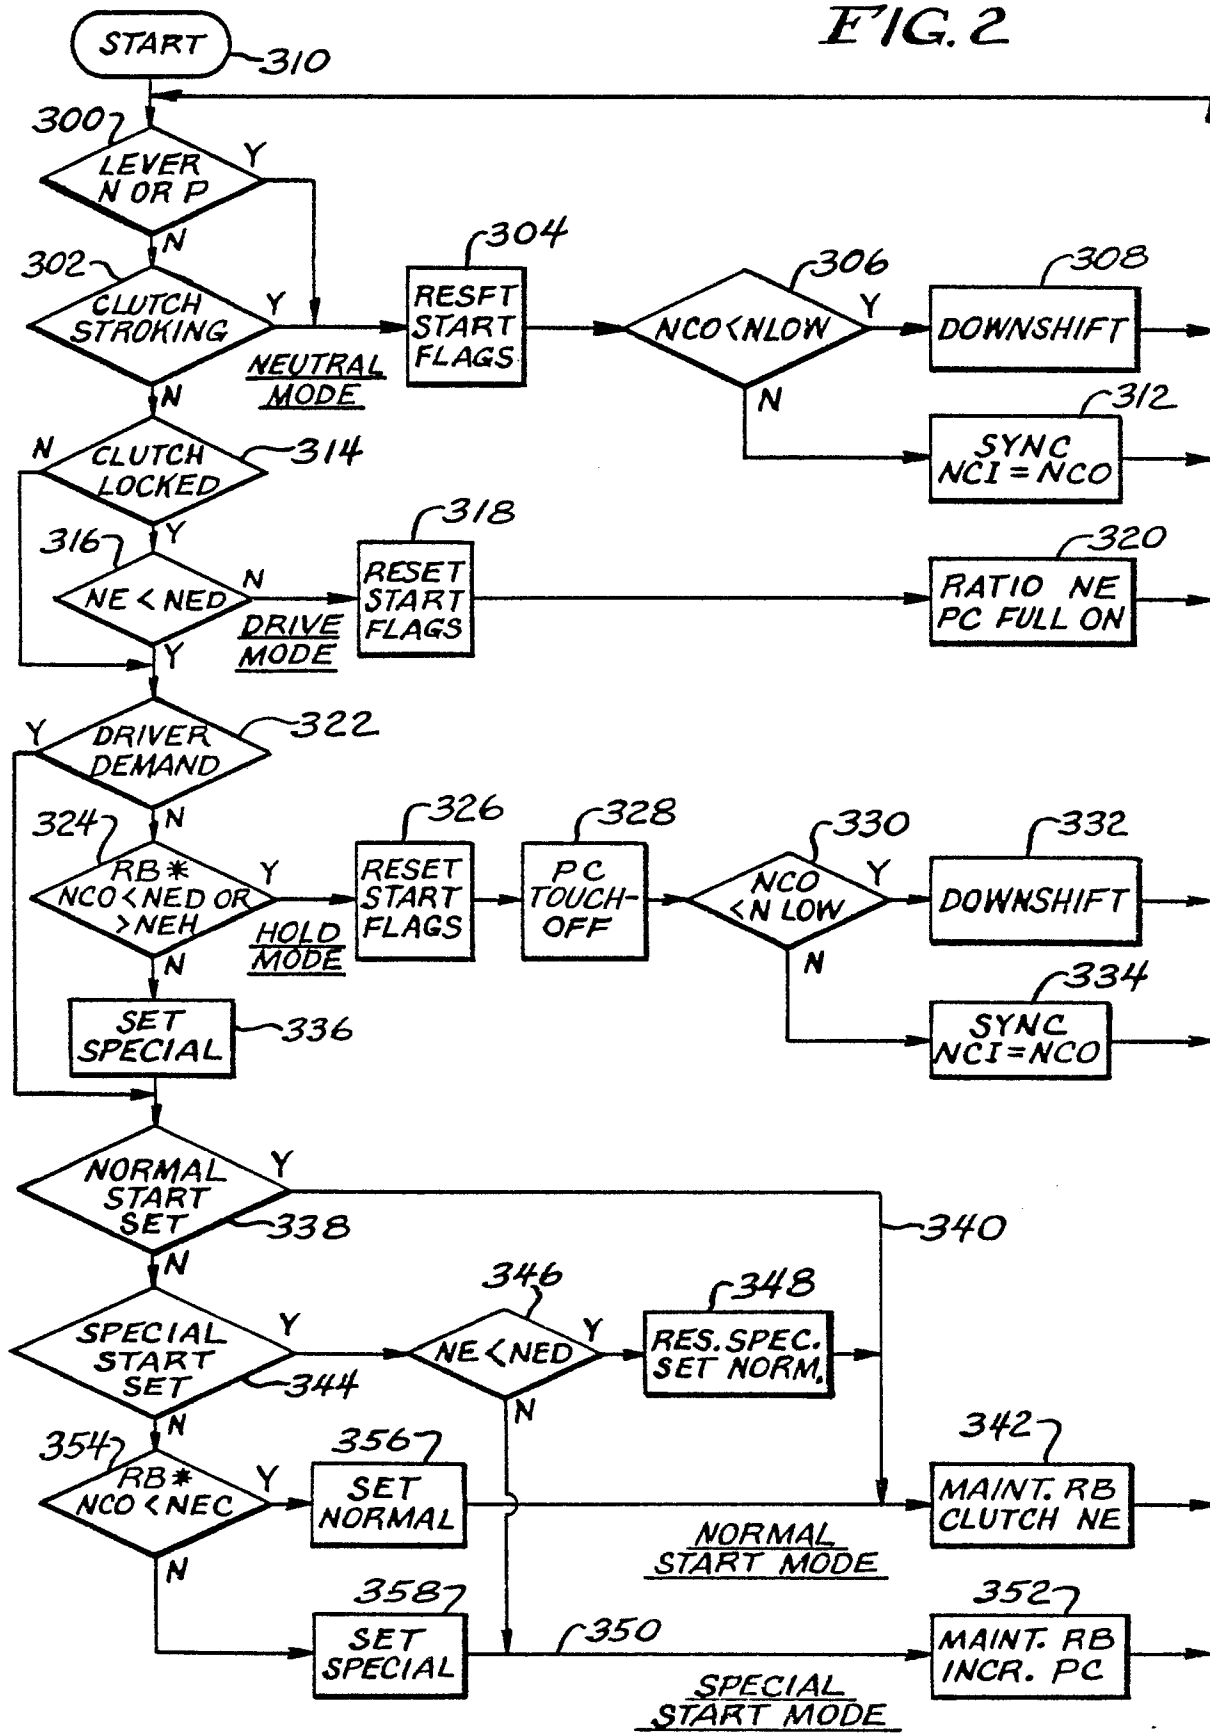 FIG. 2
START
310
300
LEVER
N OR P
Y
N
302
CLUTCH
STROKING
Y
N
NEUTRAL
MODE
304
RESFT
START
FLAGS
306
NCO < NLOW
Y
N
308
DOWNSHIFT
312
SYNC
NCI = NCO
N
CLUTCH
LOCKED
314
Y
316
NE < NED
N
Y
DRIVE
MODE
318
RESET
START
FLAGS
320
RATIO NE
PC FULL ON
Y
DRIVER
DEMAND
322
N
324
RB *
NCO < NED OR
> NEH
Y
N
HOLD
MODE
326
RESET
START
FLAGS
328
PC
TOUCH-
OFF
330
NCO
< N LOW
Y
N
332
DOWNSHIFT
334
SYNC
NCI = NCO
SET
SPECIAL
336
NORMAL
START
SET
338
Y
N
340
SPECIAL
START
SET
344
Y
N
346
NE < NED
Y
N
348
RES. SPEC.
SET NORM.
354
RB *
NCO < NEC
Y
N
356
SET
NORMAL
NORMAL
START MODE
342
MAINT. RB
CLUTCH NE
358
SET
SPECIAL
350
SPECIAL
START MODE
352
MAINT. RB
INCR. PC